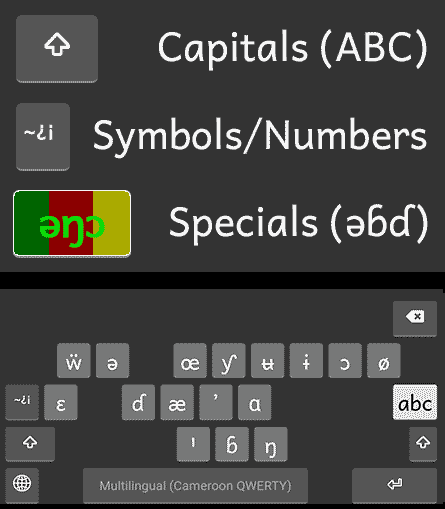 Capitals (ABC)
~¿¡ Symbols/Numbers
əŋɔ Specials (əɓɗ)
ẅ ə œ ƴ ʉ ɨ ɔ ø
~¿¡ ɛ ɗ æ ʼ ɑ abc
ˈ ɓ ŋ
Multilingual (Cameroon QWERTY)